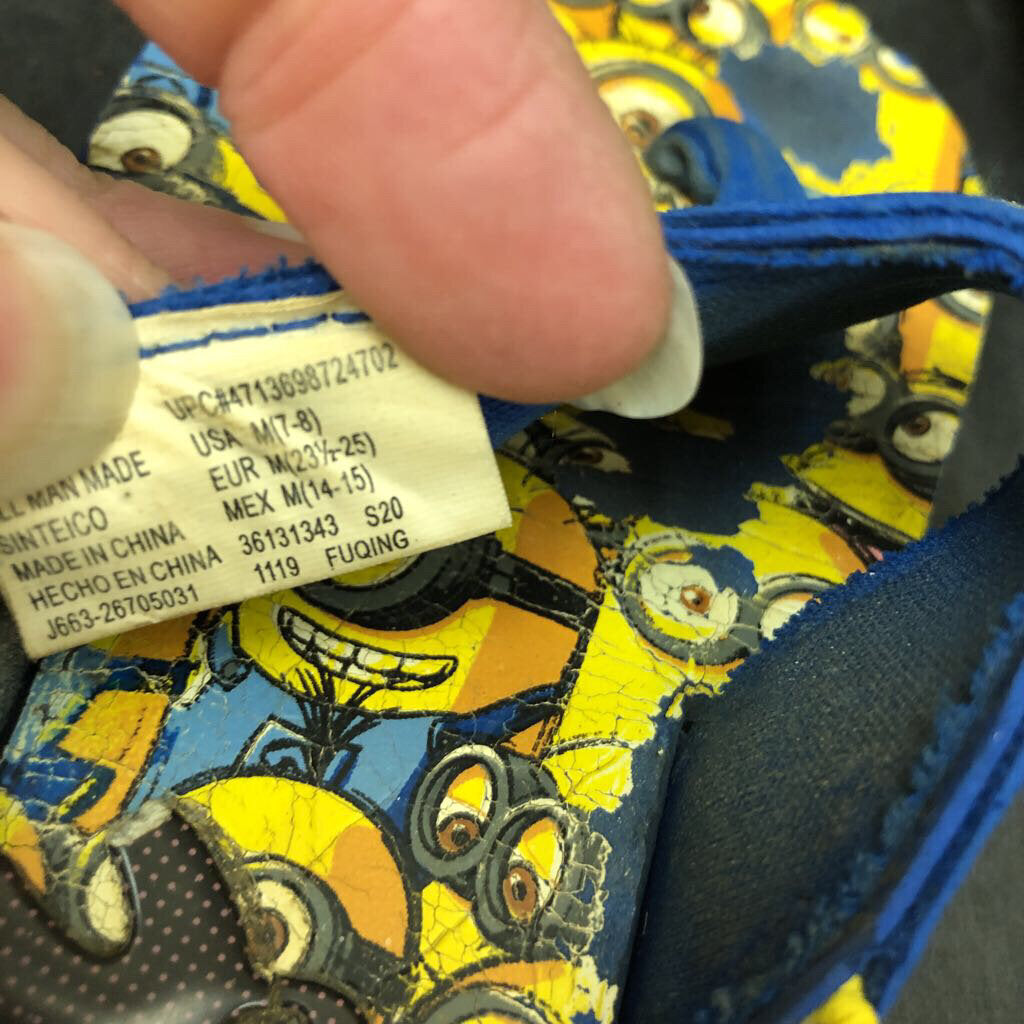 UPC#4713698724702
USA M(7-8)
EUR M(23½-25)
MEX M(14-15)
36131343 S20
1119 FUQING
LL MAN MADE
SINTEICO
MADE IN CHINA
HECHO EN CHINA
J663-26705031